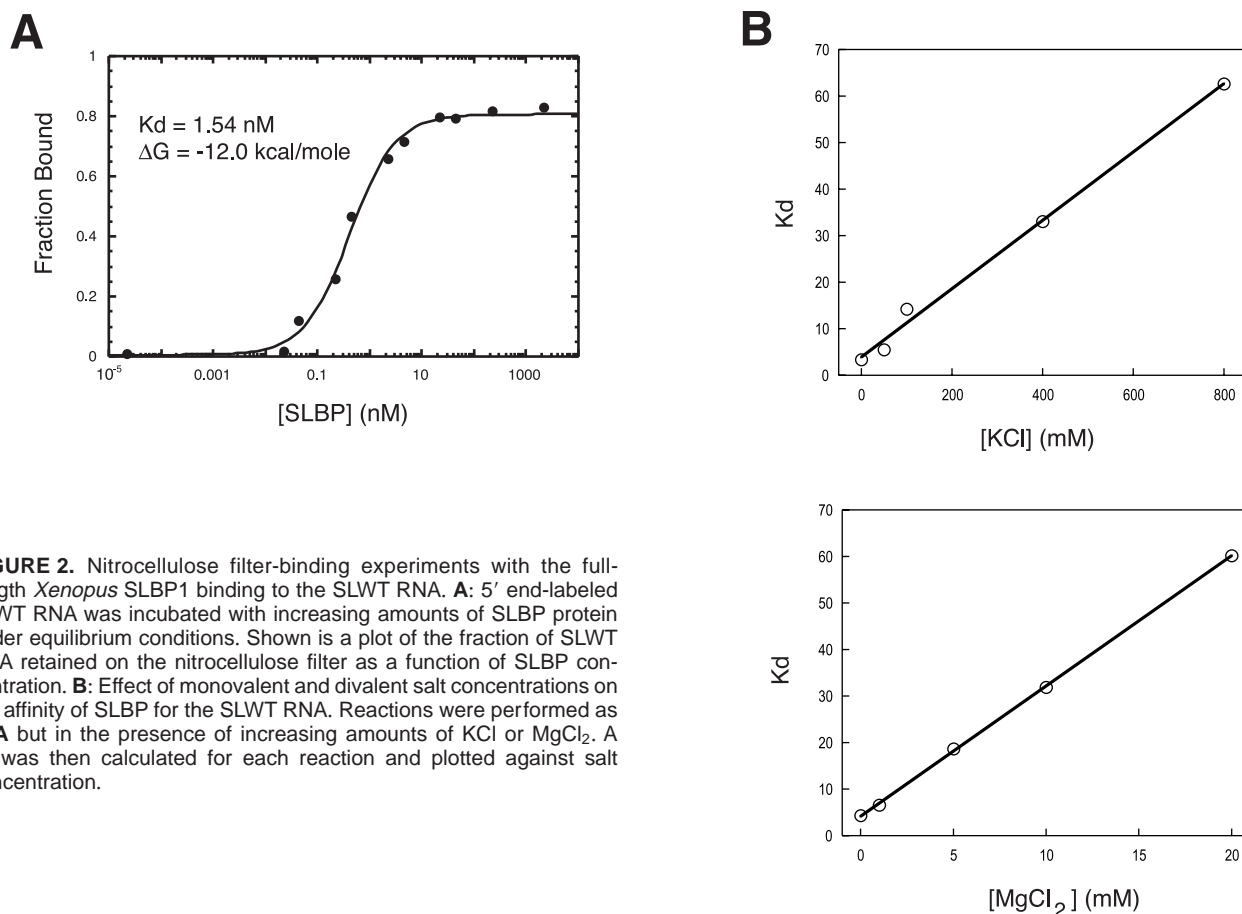 A
1
0.8
0.6
0.4
0.2
0
Fraction Bound
Kd = 1.54 nM
ΔG = -12.0 kcal/mole
10⁻⁵ 0.001 0.1 10 1000
[SLBP] (nM)
B
70
60
50
40
30
20
10
0
Kd
0 200 400 600 800
[KCl] (mM)
70
60
50
40
30
20
10
0
Kd
0 5 10 15 20
[MgCl₂] (mM)
GURE 2. Nitrocellulose filter-binding experiments with the full-
gth Xenopus SLBP1 binding to the SLWT RNA. A: 5′ end-labeled
WT RNA was incubated with increasing amounts of SLBP protein
der equilibrium conditions. Shown is a plot of the fraction of SLWT
A retained on the nitrocellulose filter as a function of SLBP con-
ntration. B: Effect of monovalent and divalent salt concentrations on
affinity of SLBP for the SLWT RNA. Reactions were performed as
A but in the presence of increasing amounts of KCl or MgCl₂. A
was then calculated for each reaction and plotted against salt
ncentration.